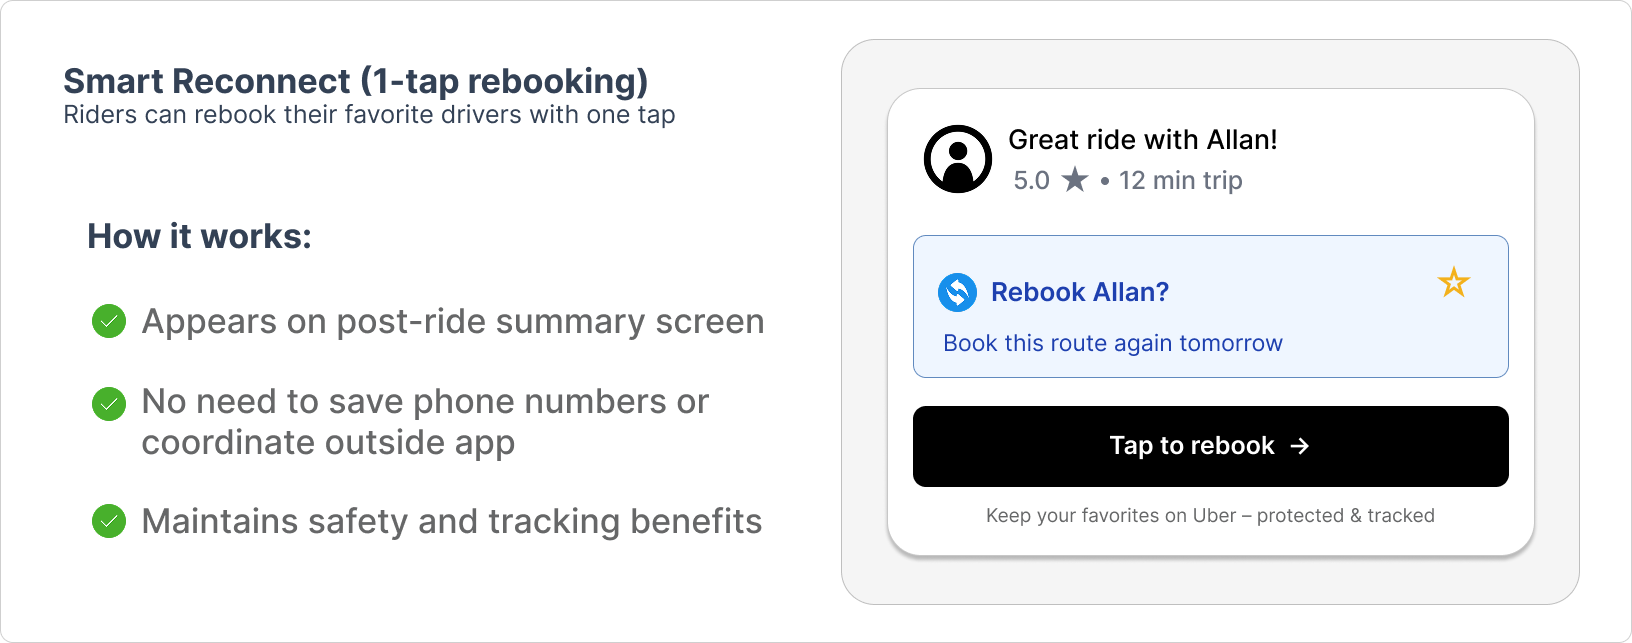 Smart Reconnect (1-tap rebooking)
Riders can rebook their favorite drivers with one tap
How it works:
Appears on post-ride summary screen
No need to save phone numbers or
coordinate outside app
Maintains safety and tracking benefits
Great ride with Allan!
5.0 ★ • 12 min trip
Rebook Allan?
Book this route again tomorrow
Tap to rebook →
Keep your favorites on Uber – protected & tracked